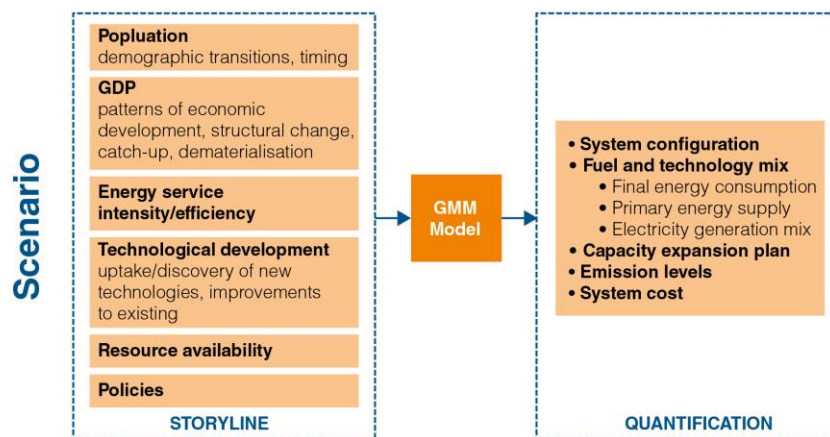 Scenario
Popluation
demographic transitions, timing
GDP
patterns of economic
development, structural change,
catch-up, dematerialisation
Energy service
intensity/efficiency
Technological development
uptake/discovery of new
technologies, improvements
to existing
Resource availability
Policies
STORYLINE
GMM
Model
• System configuration
• Fuel and technology mix
• Final energy consumption
• Primary energy supply
• Electricity generation mix
• Capacity expansion plan
• Emission levels
• System cost
QUANTIFICATION